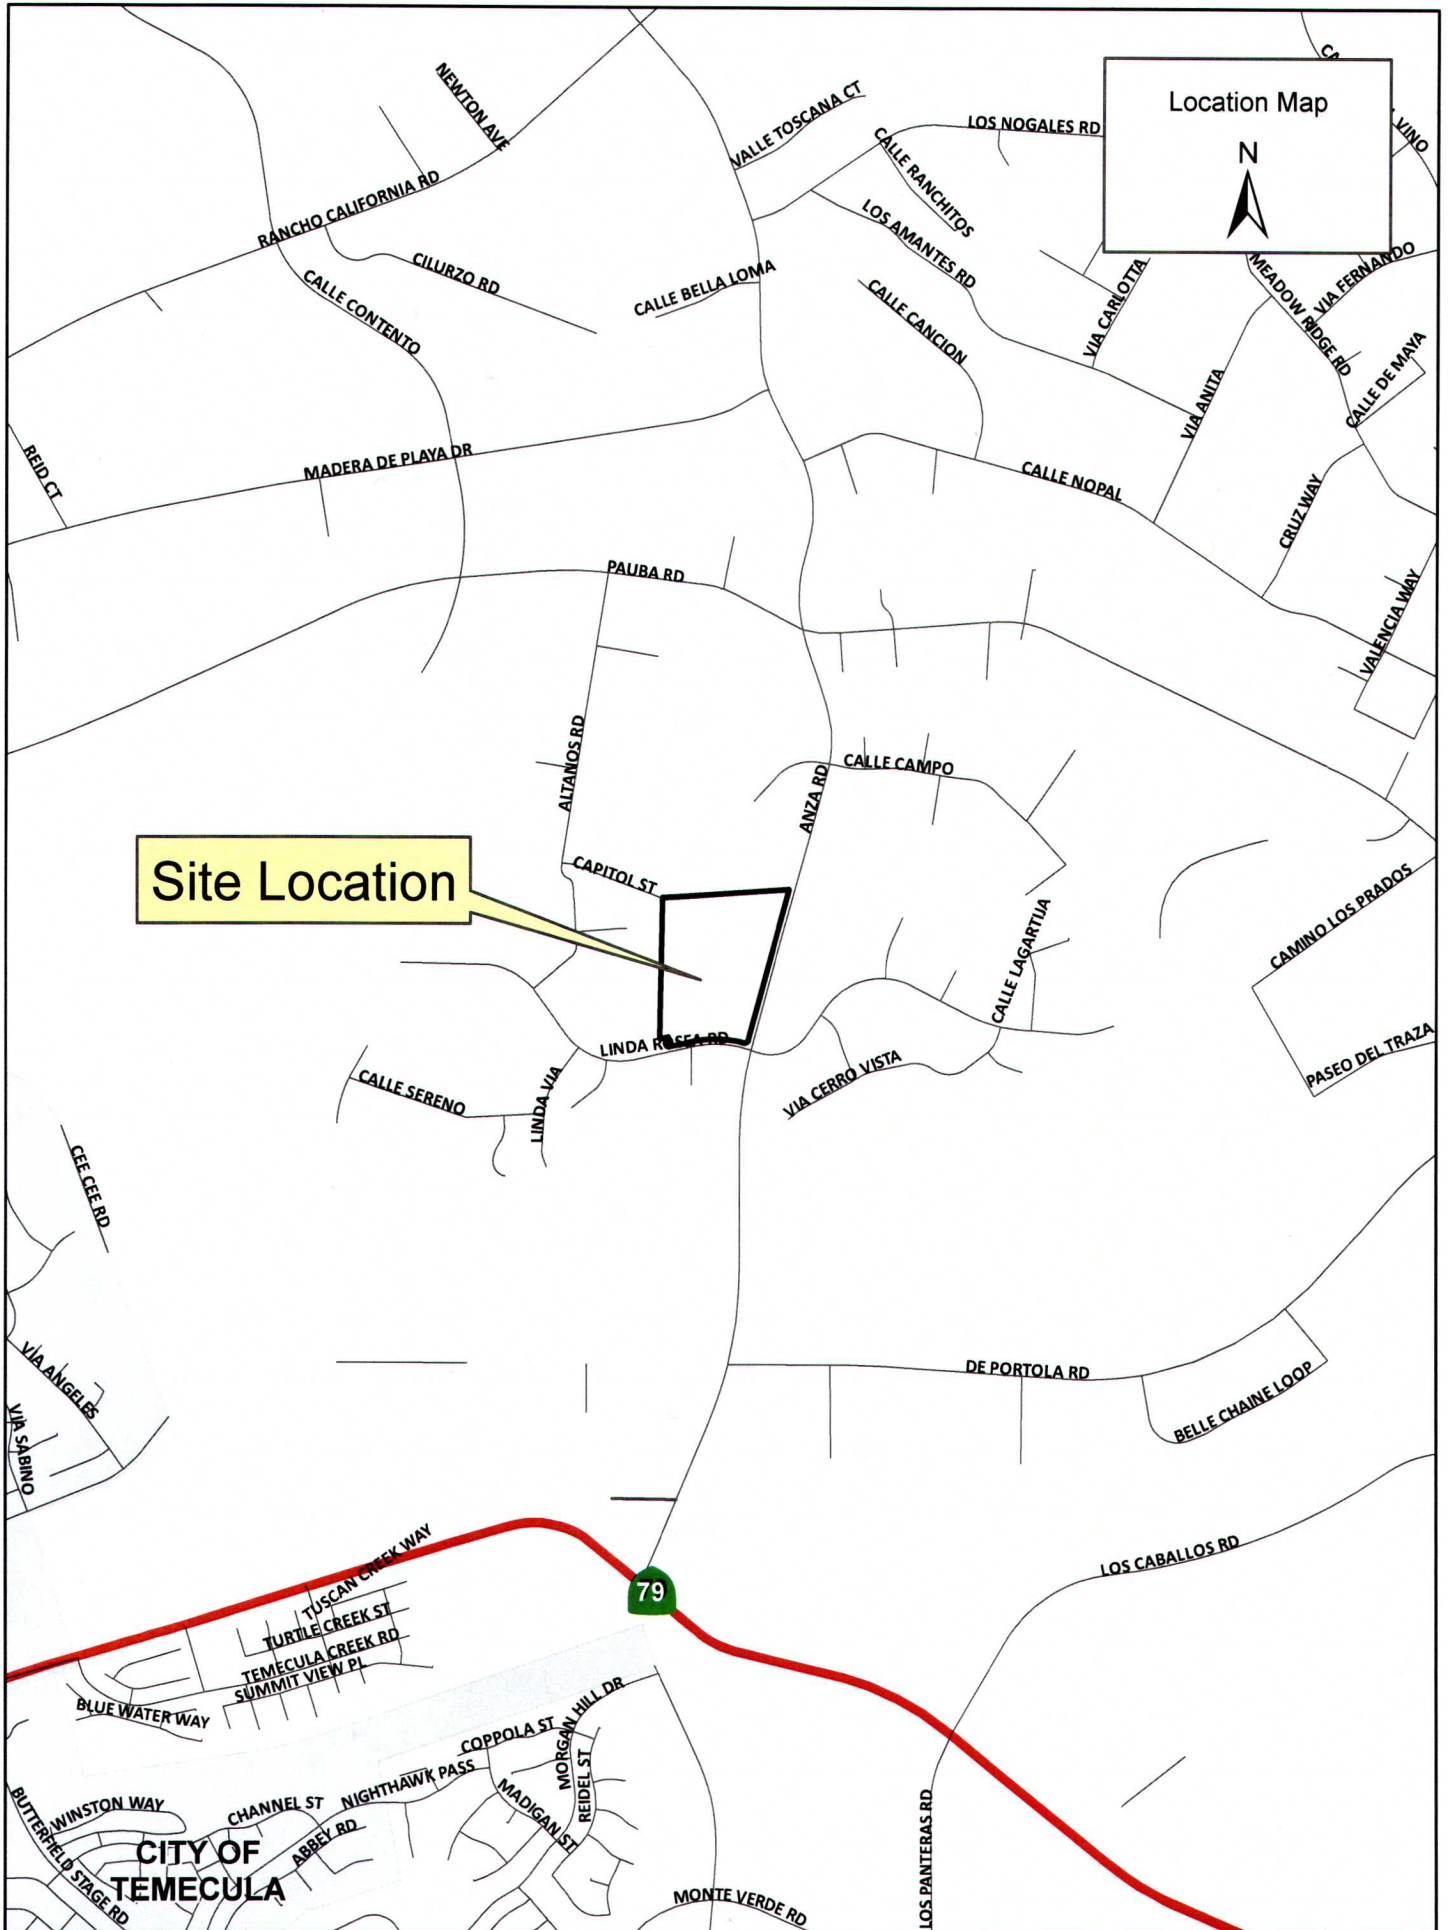 NEWTON AVE
RANCHO CALIFORNIA RD
CILURZO RD
CALLE CONTENTO
VALLE TOSCANA CT
LOS NOGALES RD
CALLE RANCHITOS
LOS AMANTES RD
CALLE BELLA LOMA
CALLE CANCION
Location Map
N
CA
VINO
VIA CARLOTTA
MEADOW RIDGE RD
VIA FERNANDO
CALLE DE MAYA
VIA ANITA
REID CT
MADERA DE PLAYA DR
CALLE NOPAL
CRUZ WAY
VALENCIA WAY
PAUBA RD
ALTANOS RD
ANZA RD
CALLE CAMPO
Site Location
CAPITOL ST
CALLE LAGARTIJA
CAMINO LOS PRADOS
PASEO DEL TRAZA
LINDA ROSEA RD
CALLE SERENO
LINDA VIA
VIA CERRO VISTA
CEE CEE RD
VIA ANGELES
VIA SABINO
DE PORTOLA RD
BELLE CHAINE LOOP
LOS CABALLOS RD
79
TUSCAN CREEK WAY
TURTLE CREEK ST
TEMECULA CREEK RD
SUMMIT VIEW PL
BLUE WATER WAY
COPPOLA ST
MORGAN HILL DR
REIDEL ST
NIGHTHAWK PASS
MADIGAN ST
CHANNEL ST
WINSTON WAY
ABBEY RD
BUTTERFIELD STAGE RD
CITY OF
TEMECULA
MONTE VERDE RD
LOS PANTERAS RD